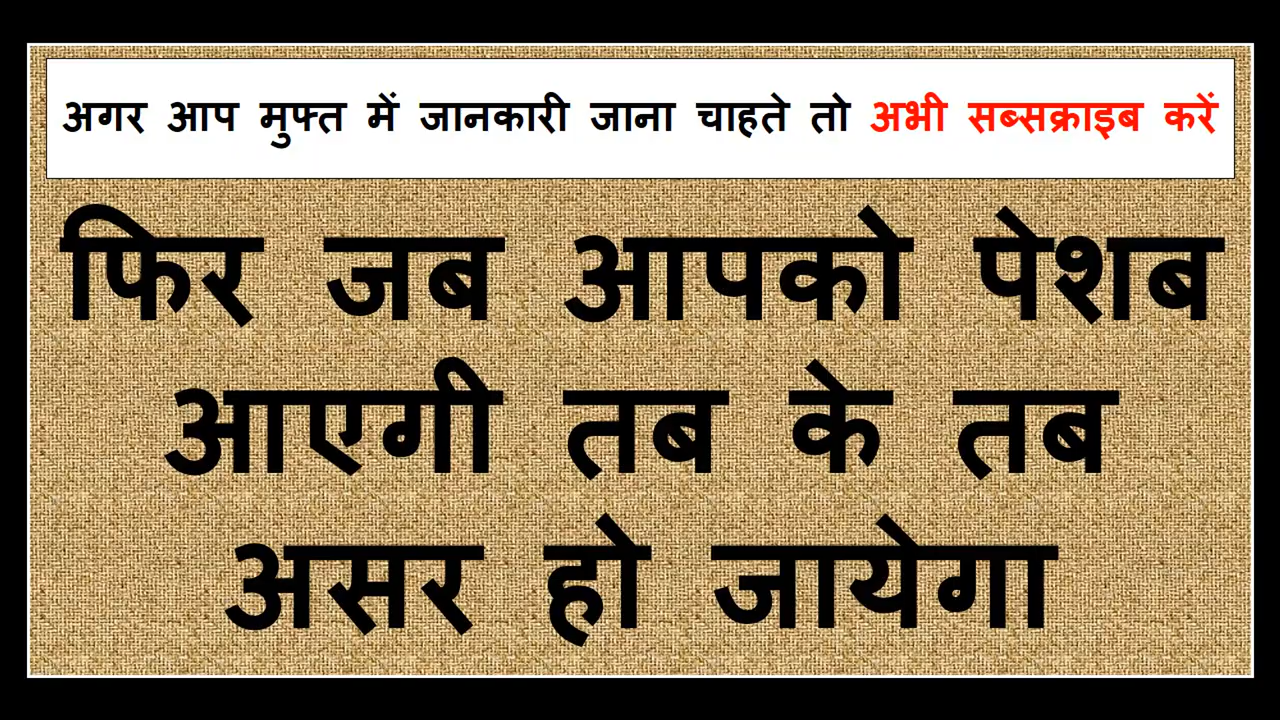 अगर आप मुफ्त में जानकारी जाना चाहते तो अभी सब्सक्राइब करें
फिर जब आपको पेशब
आएगी तब के तब
असर हो जायेगा